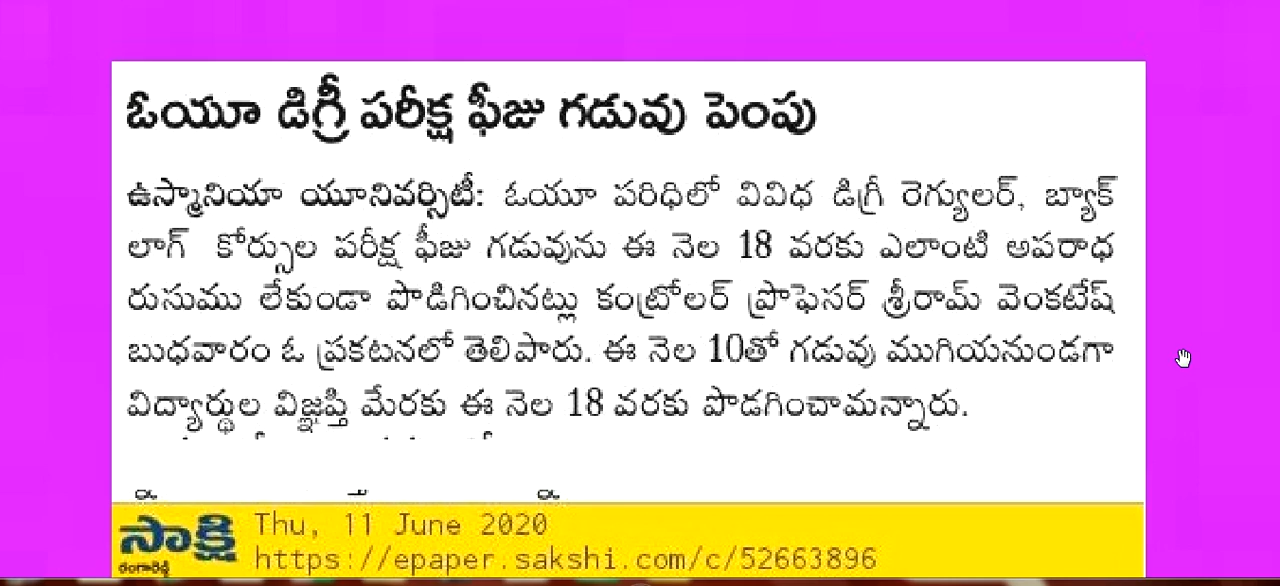 ఓయూ డిగ్రీ పరీక్ష ఫీజు గడువు పెంపు
ఉస్మానియా యూనివర్సిటీ: ఓయూ పరిధిలో వివిధ డిగ్రీ రెగ్యులర్, బ్యాక్
లాగ్ కోర్సుల పరీక్ష ఫీజు గడువును ఈ నెల 18 వరకు ఎలాంటి అపరాధ
రుసుము లేకుండా పొడిగించినట్లు కంట్రోలర్ ప్రొఫెసర్ శ్రీరామ్ వెంకటేష్
బుధవారం ఓ ప్రకటనలో తెలిపారు. ఈ నెల 10తో గడువు ముగియనుండగా
విద్యార్థుల విజ్ఞప్తి మేరకు ఈ నెల 18 వరకు పొడగించామన్నారు.
సాక్షి
రంగారెడ్డి
Thu, 11 June 2020
https://epaper.sakshi.com/c/52663896